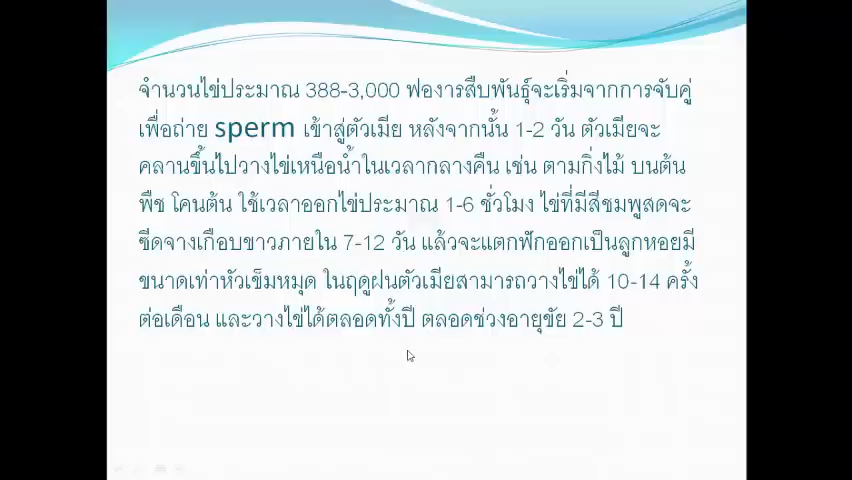 จำนวนไข่ประมาณ 388-3,000 ฟองารสืบพันธุ์จะเริ่มจากการจับคู่
เพื่อถ่าย sperm เข้าสู่ตัวเมีย หลังจากนั้น 1-2 วัน ตัวเมียจะ
คลานขึ้นไปวางไข่เหนือน้ำในเวลากลางคืน เช่น ตามกิ่งไม้ บนต้น
พืช โคนต้น ใช้เวลาออกไข่ประมาณ 1-6 ชั่วโมง ไข่ที่มีสีชมพูสดจะ
ซีดจางเกือบขาวภายใน 7-12 วัน แล้วจะแตกฟักออกเป็นลูกหอยมี
ขนาดเท่าหัวเข็มหมุด ในฤดูฝนตัวเมียสามารถวางไข่ได้ 10-14 ครั้ง
ต่อเดือน และวางไข่ได้ตลอดทั้งปี ตลอดช่วงอายุขัย 2-3 ปี